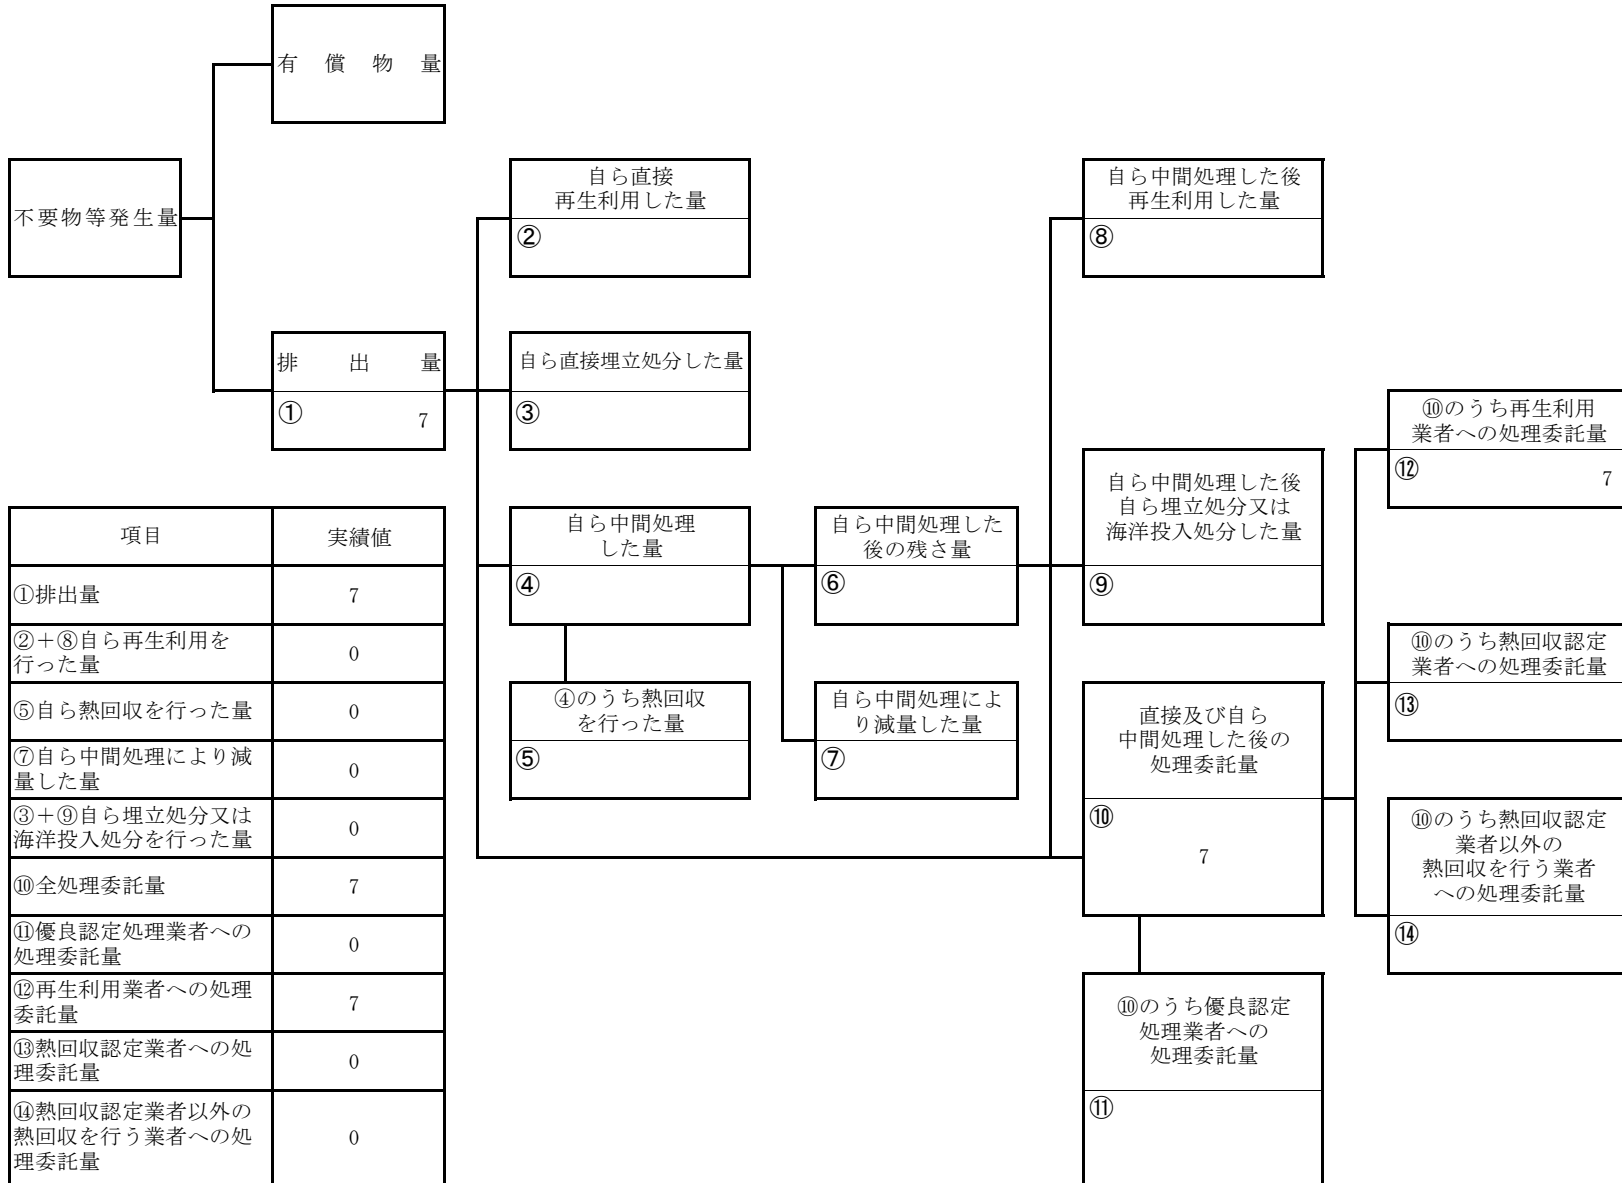 有償物量
不要物等発生量
排出量
①
7
自ら直接
再生利用した量
②
自ら直接埋立処分した量
③
自ら中間処理
した量
④
④のうち熱回収
を行った量
⑤
自ら中間処理した
後の残さ量
⑥
自ら中間処理によ
り減量した量
⑦
自ら中間処理した後
再生利用した量
⑧
自ら中間処理した後
自ら埋立処分又は
海洋投入処分した量
⑨
直接及び自ら
中間処理した後の
処理委託量
⑩
7
⑩のうち優良認定
処理業者への
処理委託量
⑪
⑩のうち再生利用
業者への処理委託量
⑫
7
⑩のうち熱回収認定
業者への処理委託量
⑬
⑩のうち熱回収認定
業者以外の
熱回収を行う業者
への処理委託量
⑭
項目 実績値
①排出量 7
②+⑧自ら再生利用を
行った量 0
⑤自ら熱回収を行った量 0
⑦自ら中間処理により減
量した量 0
③+⑨自ら埋立処分又は
海洋投入処分を行った量 0
⑩全処理委託量 7
⑪優良認定処理業者への
処理委託量 0
⑫再生利用業者への処理
委託量 7
⑬熱回収認定業者への処
理委託量 0
⑭熱回収認定業者以外の
熱回収を行う業者への処 0
理委託量